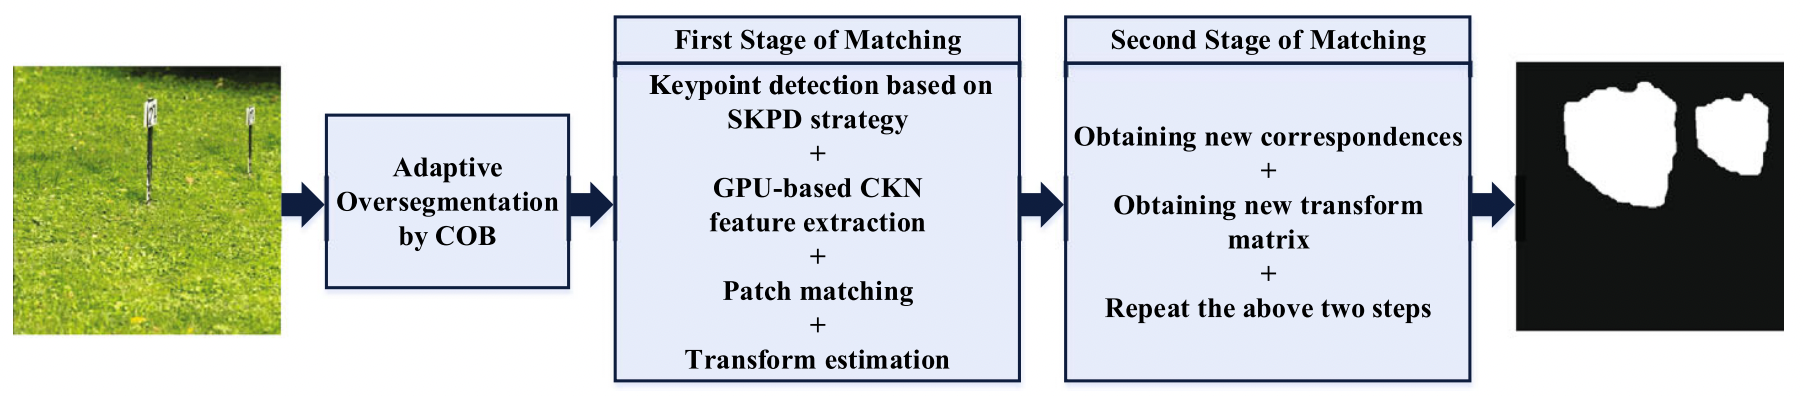 Adaptive
Oversegmentation
by COB
First Stage of Matching
Keypoint detection based on
SKPD strategy
+
GPU-based CKN
feature extraction
+
Patch matching
+
Transform estimation
Second Stage of Matching
Obtaining new correspondences
+
Obtaining new transform
matrix
+
Repeat the above two steps